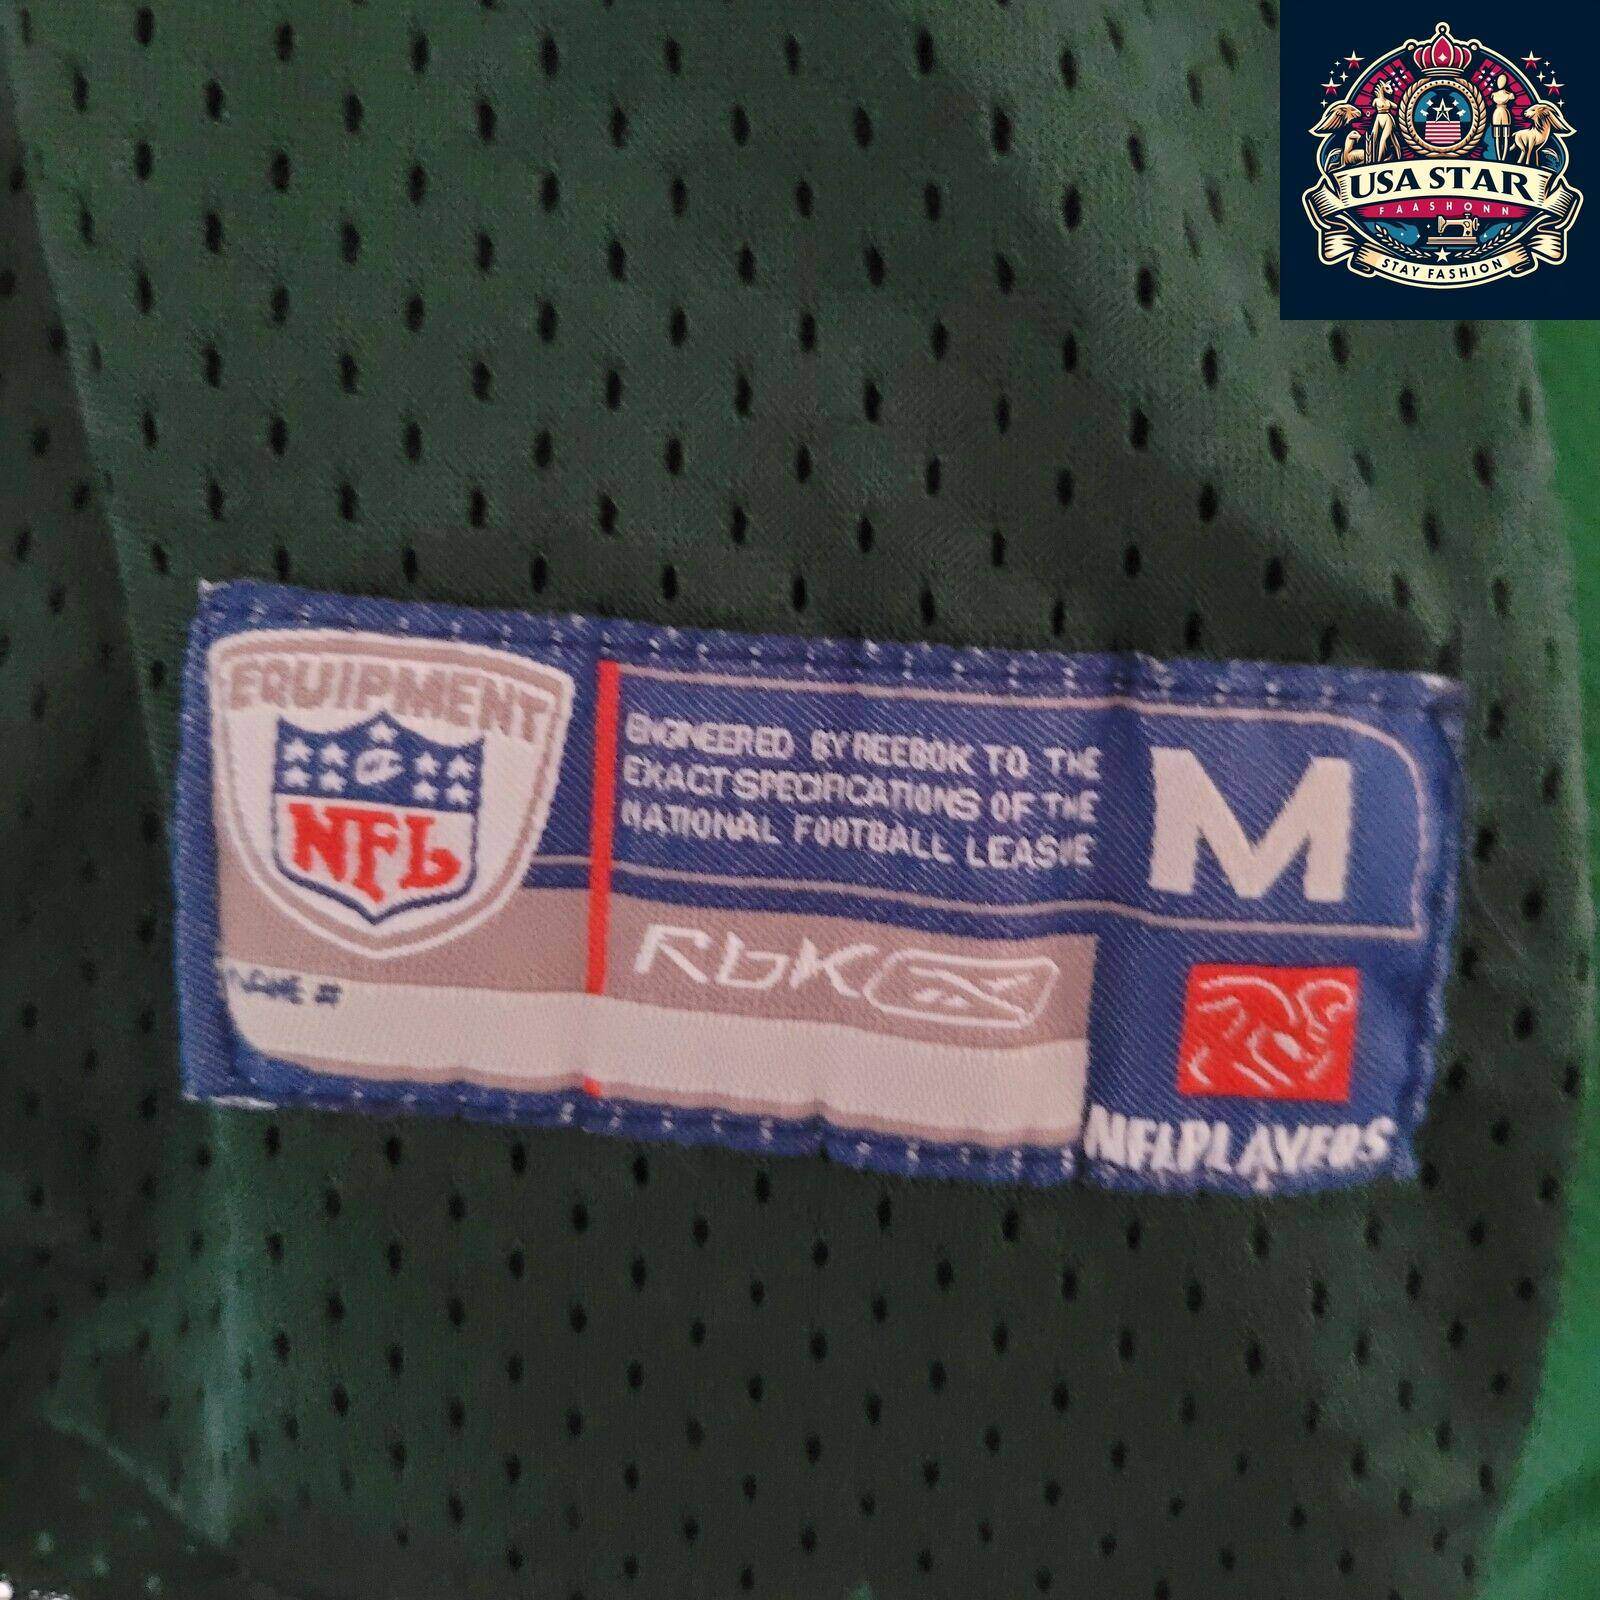 USA STAR
FAASHONN
STAY FASHION
EQUIPMENT
NFL
ENGINEERED BY REEBOK TO THE
EXACT SPECIFICATIONS OF THE
NATIONAL FOOTBALL LEAGUE
M
RbK
NFLPLAYERS